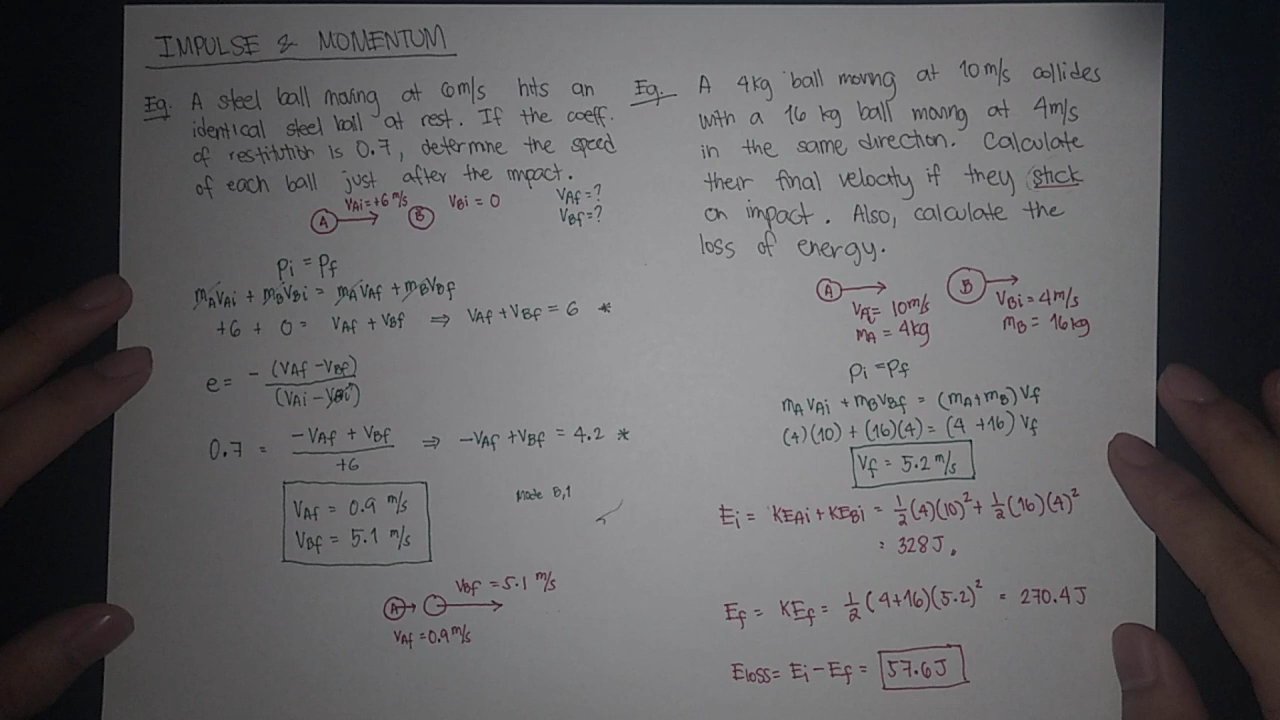 IMPULSE & MOMENTUM
Eg. A steel ball moving at 6m/s hits an
identical steel ball at rest. If the coeff.
of restitution is 0.7, determine the speed
of each ball just after the impact.
VAi=+6 m/s
A
B
VBi = 0
VAf = ?
VBf = ?
Pi = Pf
mAVAi + mBVBi = mAVAf + mBVBf
+6 + 0 = VAf + VBf ⇒ VAf + VBf = 6 *
e = - (VAf - VBf)
(VAi - VBi)
0.7 = -VAf + VBf ⇒ -VAf + VBf = 4.2 *
+6
VAf = 0.9 m/s
VBf = 5.1 m/s
Mode 5,1
VBf = 5.1 m/s
A
VAf = 0.9 m/s
Eg. A 4kg ball moving at 10m/s collides
with a 16 kg ball moving at 4m/s
in the same direction. Calculate
their final velocity if they stick
on impact. Also, calculate the
loss of energy.
A
B
VAi = 10m/s
mA = 4kg
VBi = 4m/s
mB = 16kg
Pi = Pf
mAVAi + mBVBf = (mA+mB)Vf
(4)(10) + (16)(4) = (4+16)Vf
Vf = 5.2 m/s
Ei = KEAi + KEBi = 1/2(4)(10)² + 1/2(16)(4)²
= 328J.
Ef = KEf = 1/2(4+16)(5.2)² = 270.4J
Eloss = Ei - Ef = 57.6J